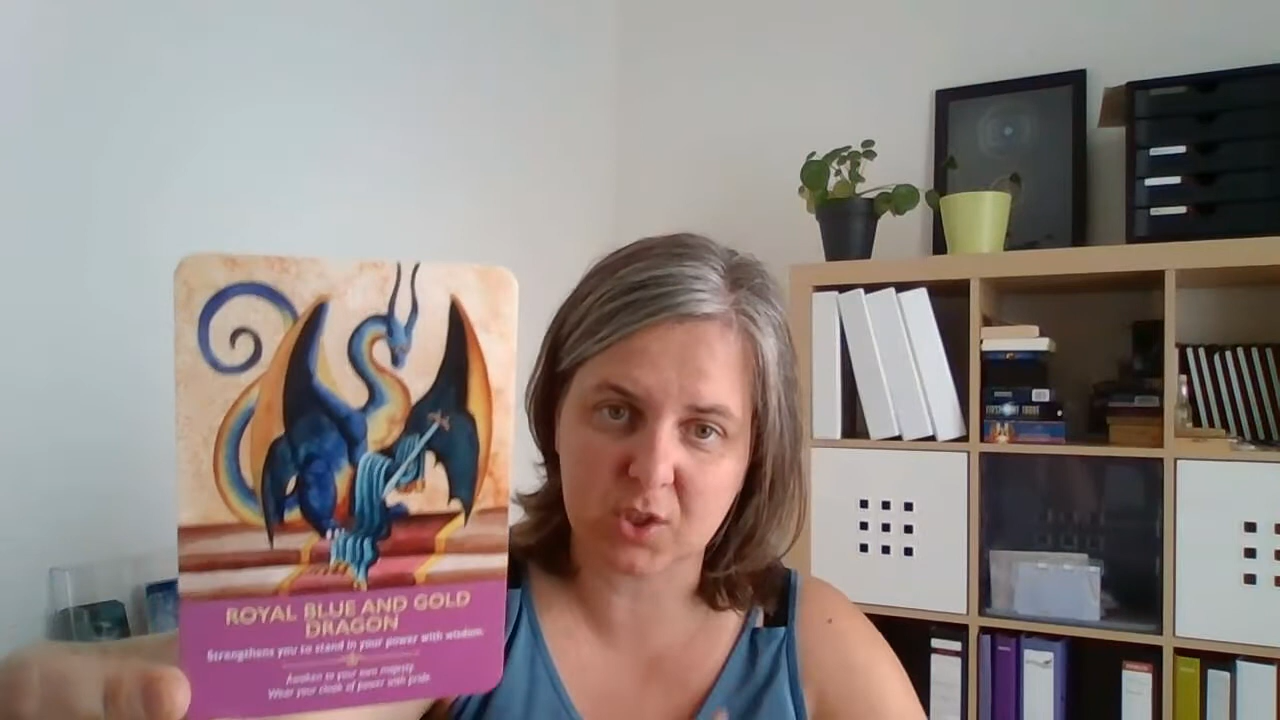 ROYAL BLUE AND GOLD
DRAGON
Strengthens you to stand in your power with wisdom.
Awaken to your own majesty.
Wear your cloak of power with pride.